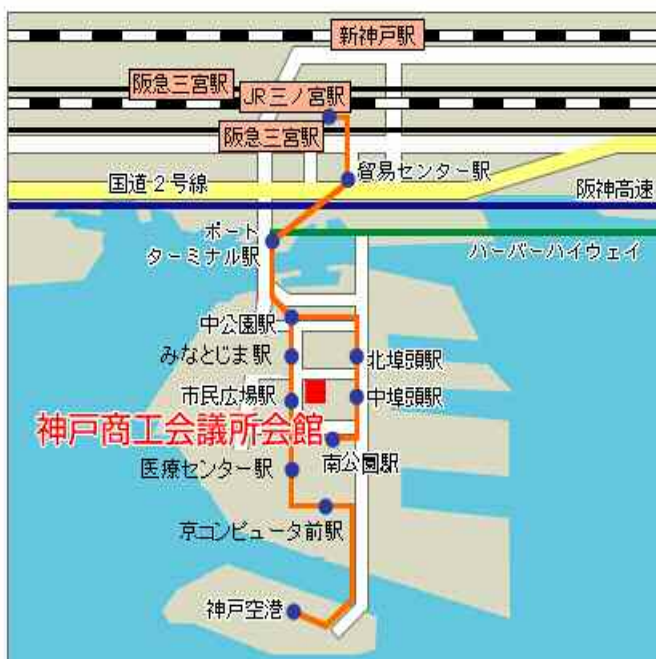 新神戸駅
阪急三宮駅
JR三ノ宮駅
阪急三宮駅
貿易センター駅
国道2号線
阪神高速
ポート
ターミナル駅
ハーバーハイウェイ
中公園駅
みなとじま駅
北埠頭駅
市民広場駅
中埠頭駅
神戸商工会議所会館
医療センター駅
南公園駅
京コンピュータ前駅
神戸空港